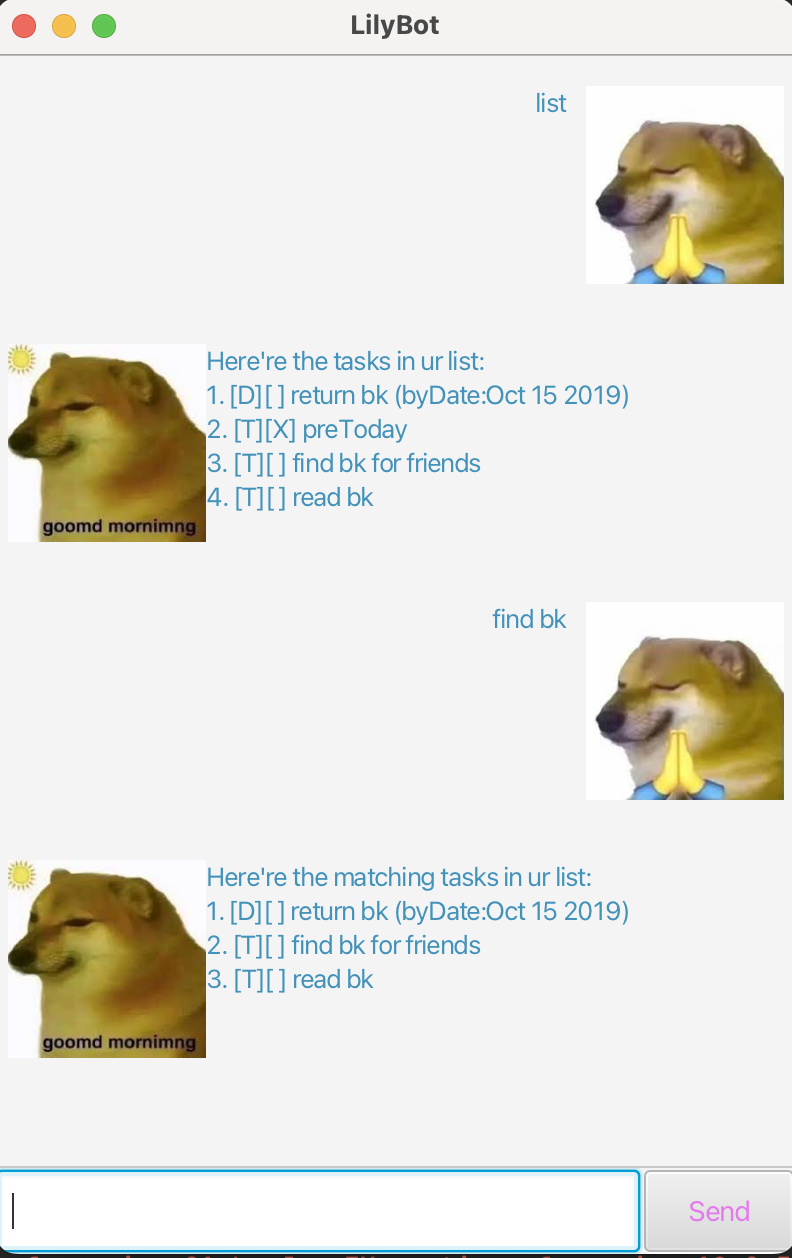 LilyBot
list
Here're the tasks in ur list:
1. [D][ ] return bk (byDate:Oct 15 2019)
2. [T][X] preToday
3. [T][ ] find bk for friends
4. [T][ ] read bk
goomd mornimng
find bk
Here're the matching tasks in ur list:
1. [D][ ] return bk (byDate:Oct 15 2019)
2. [T][ ] find bk for friends
3. [T][ ] read bk
goomd mornimng
Send